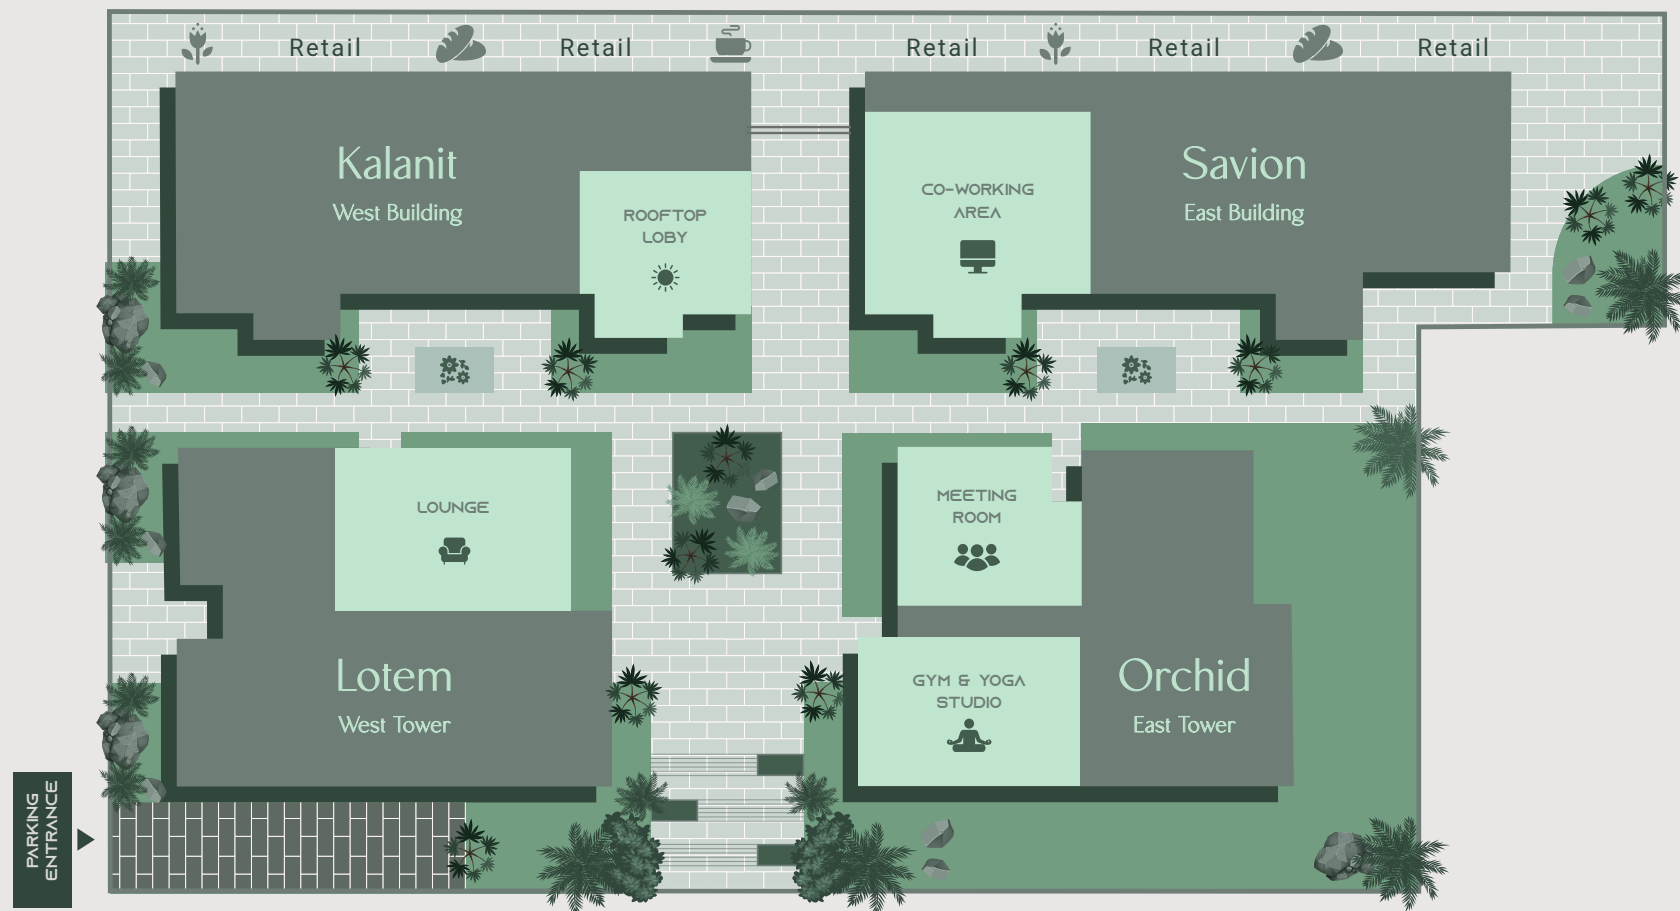 Retail Retail Retail Retail Retail
Kalanit
West Building
ROOFTOP
LOBY
CO-WORKING
AREA
Savion
East Building
LOUNGE
MEETING
ROOM
Lotem
West Tower
GYM & YOGA
STUDIO
Orchid
East Tower
PARKING
ENTRANCE